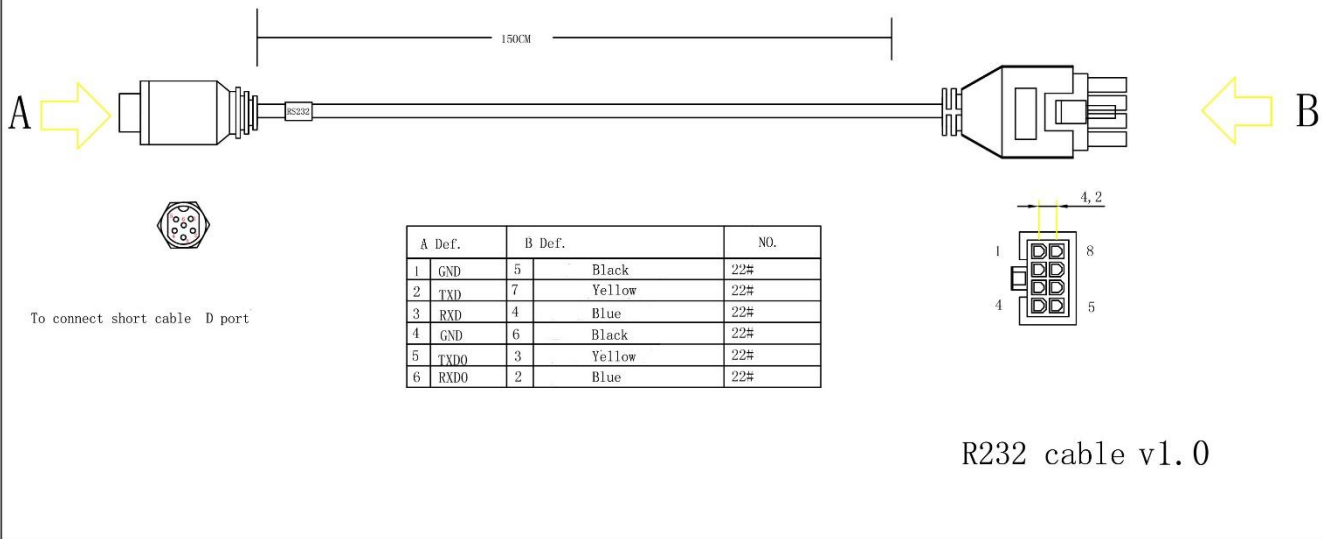 150CM
A
RS232
B
4,2
A Def. B Def. NO.
1 GND 5 Black 22#
2 TXD 7 Yellow 22#
3 RXD 4 Blue 22#
4 GND 6 Black 22#
5 TXD0 3 Yellow 22#
6 RXD0 2 Blue 22#
1 8
4 5
To connect short cable D port
R232 cable v1.0